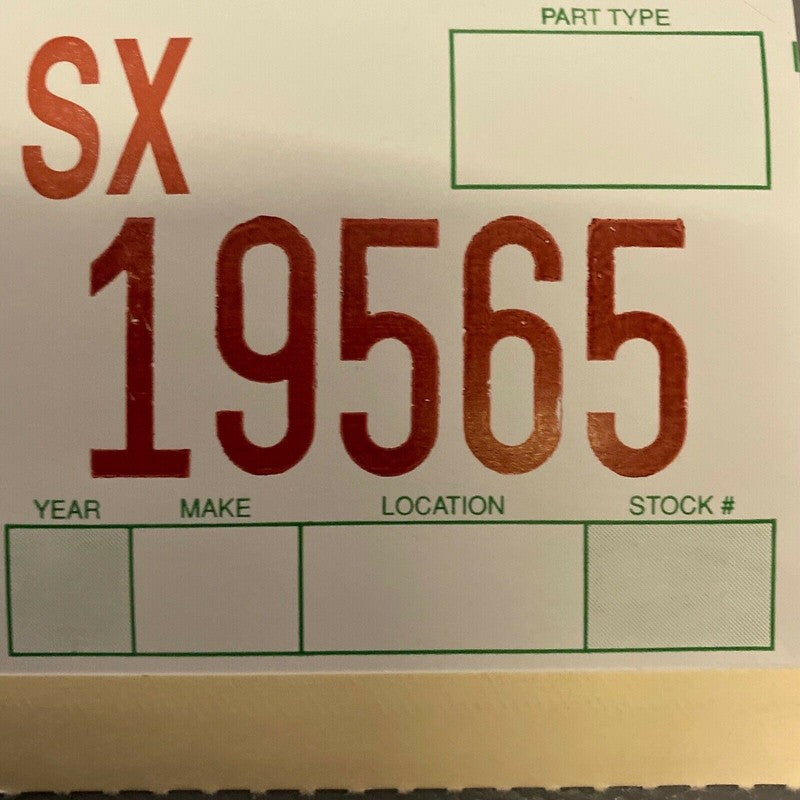 PART TYPE
SX
19565
YEAR MAKE LOCATION STOCK #